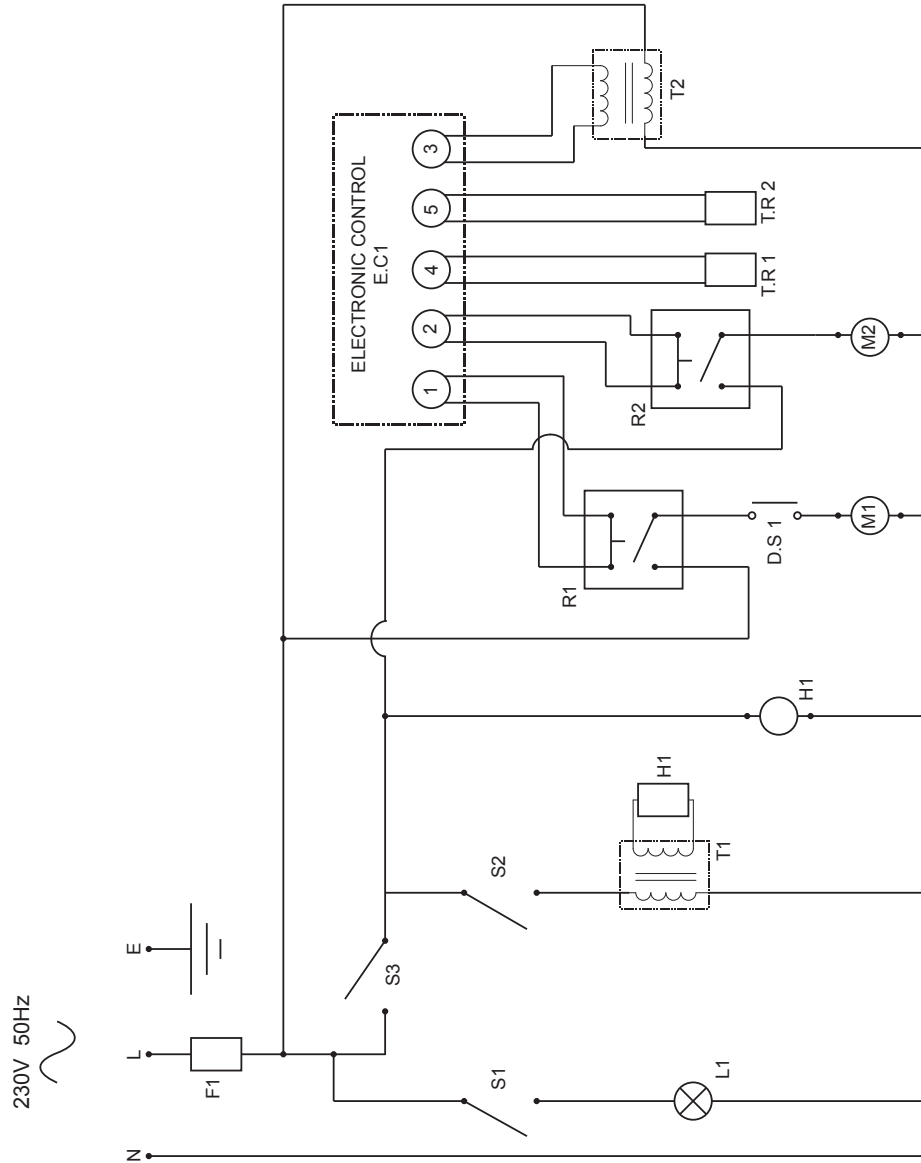 230V 50Hz
N
L
E
F1
S1
L1
S3
S2
T1
H1
H1
R1
D.S 1
M1
R2
M2
ELECTRONIC CONTROL
E.C1
1
2
4
5
3
T.R 1
T.R 2
T2